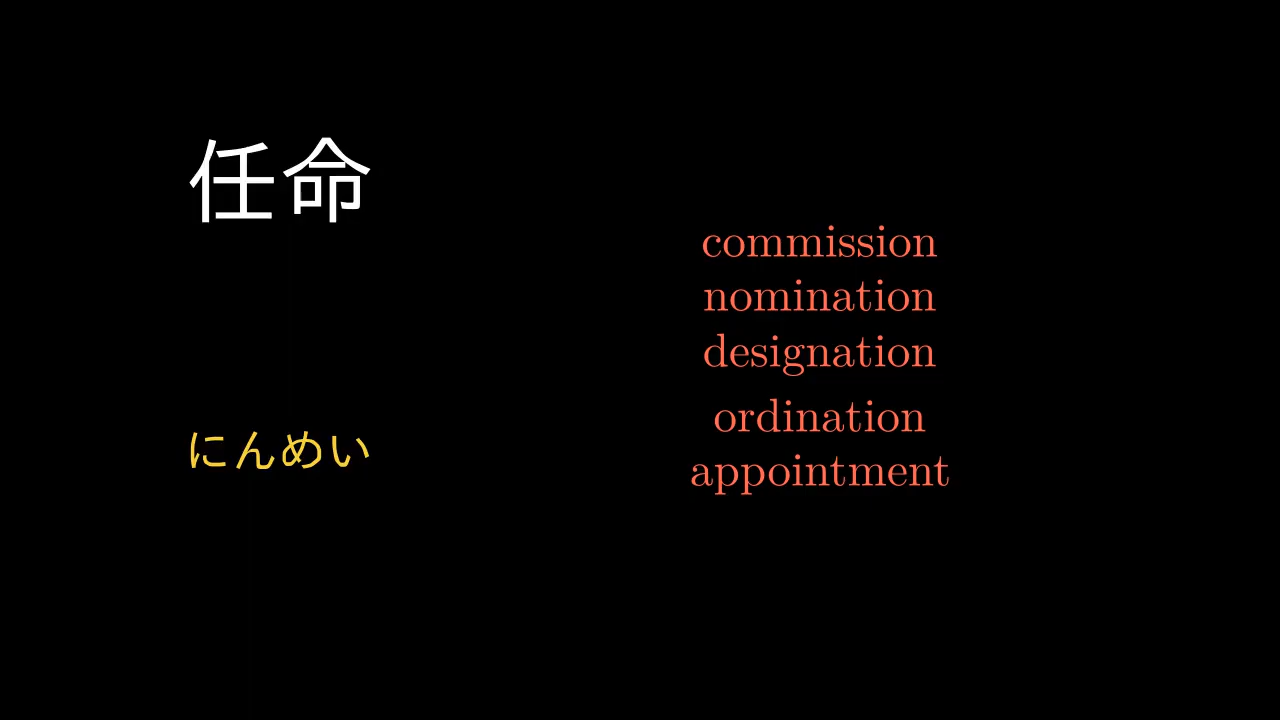 任命
にんめい
commission
nomination
designation
ordination
appointment